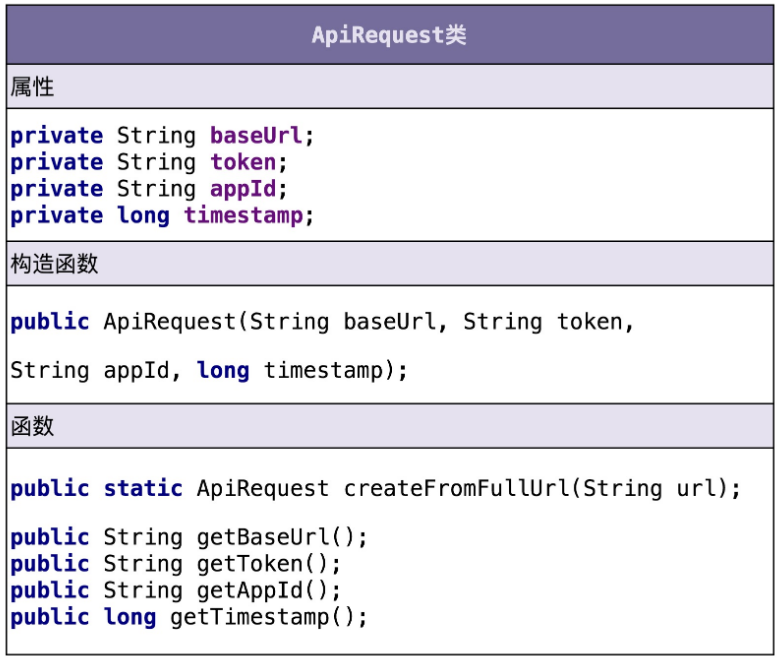 ApiRequest类
属性
private String baseUrl;
private String token;
private String appId;
private long timestamp;
构造函数
public ApiRequest(String baseUrl, String token,
String appId, long timestamp);
函数
public static ApiRequest createFromFullUrl(String url);
public String getBaseUrl();
public String getToken();
public String getAppId();
public long getTimestamp();